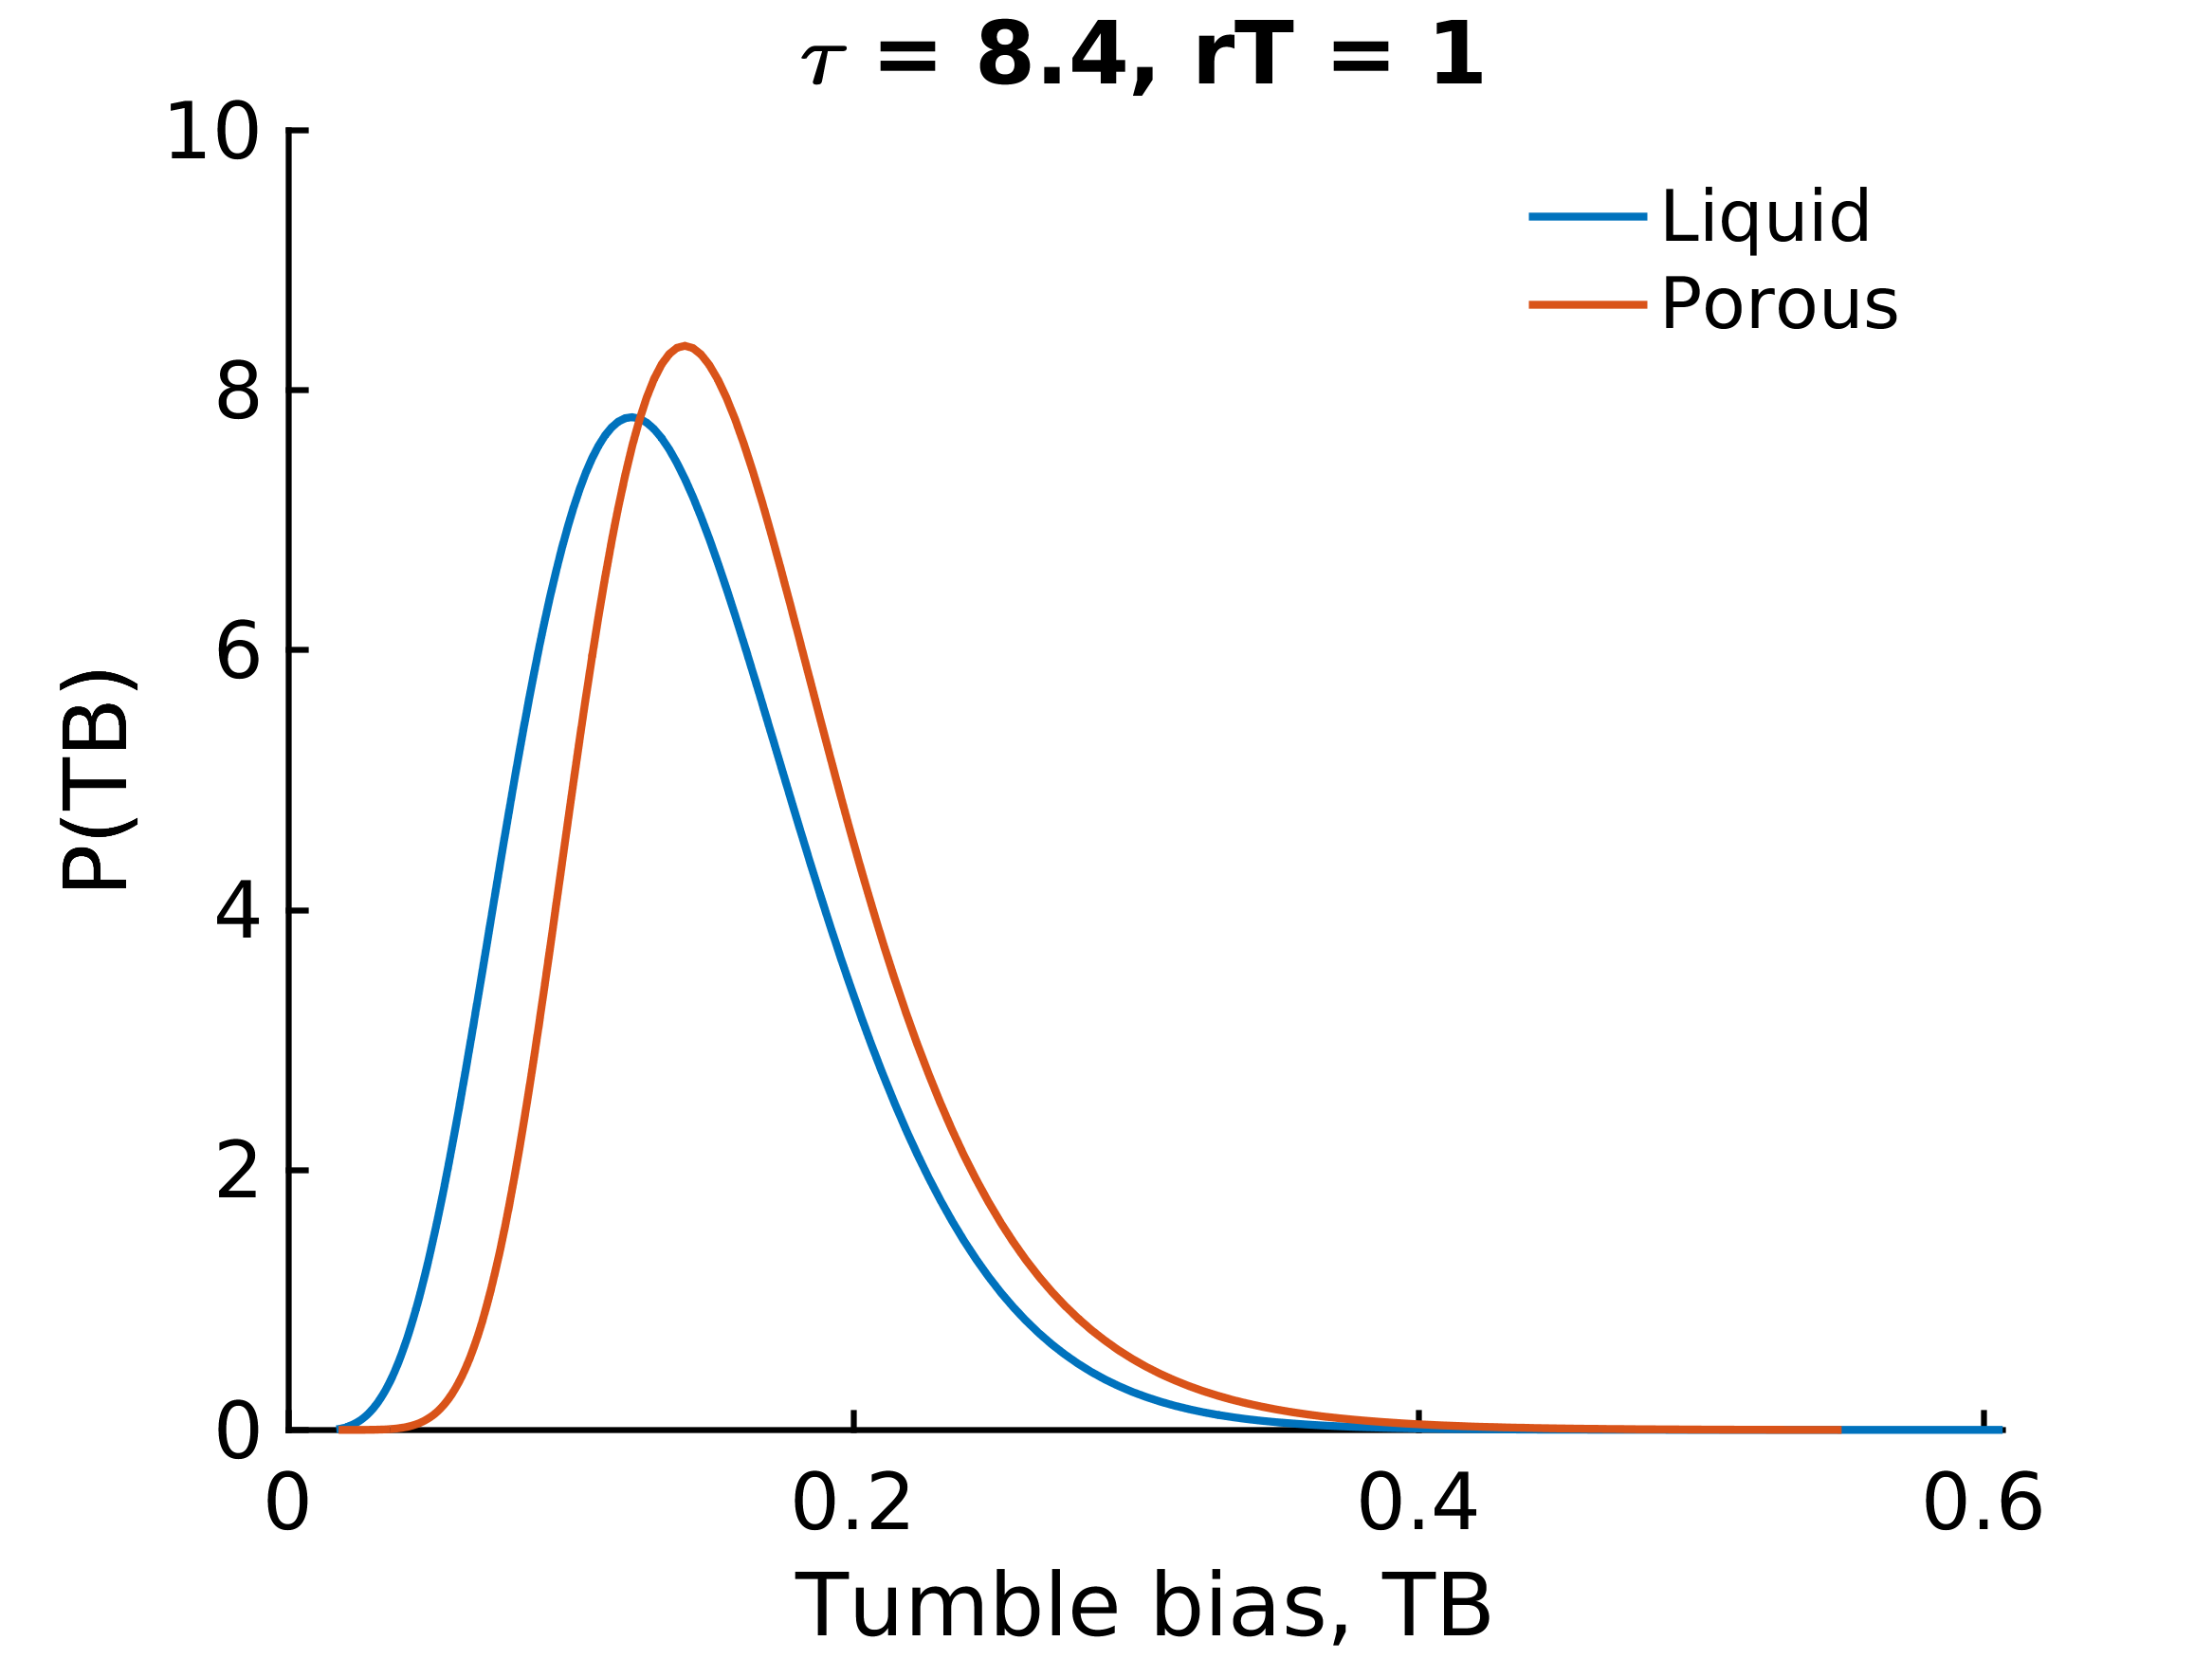 τ = 8.4, rT = 1
10
8
6
4
2
0
P(TB)
Liquid
Porous
0 0.2 0.4 0.6
Tumble bias, TB